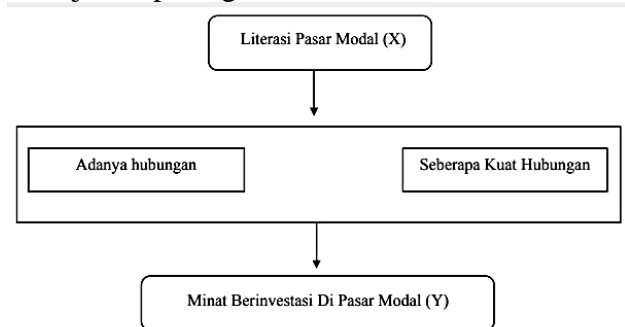 Literasi Pasar Modal (X)
Adanya hubungan
Seberapa Kuat Hubungan
Minat Berinvestasi Di Pasar Modal (Y)